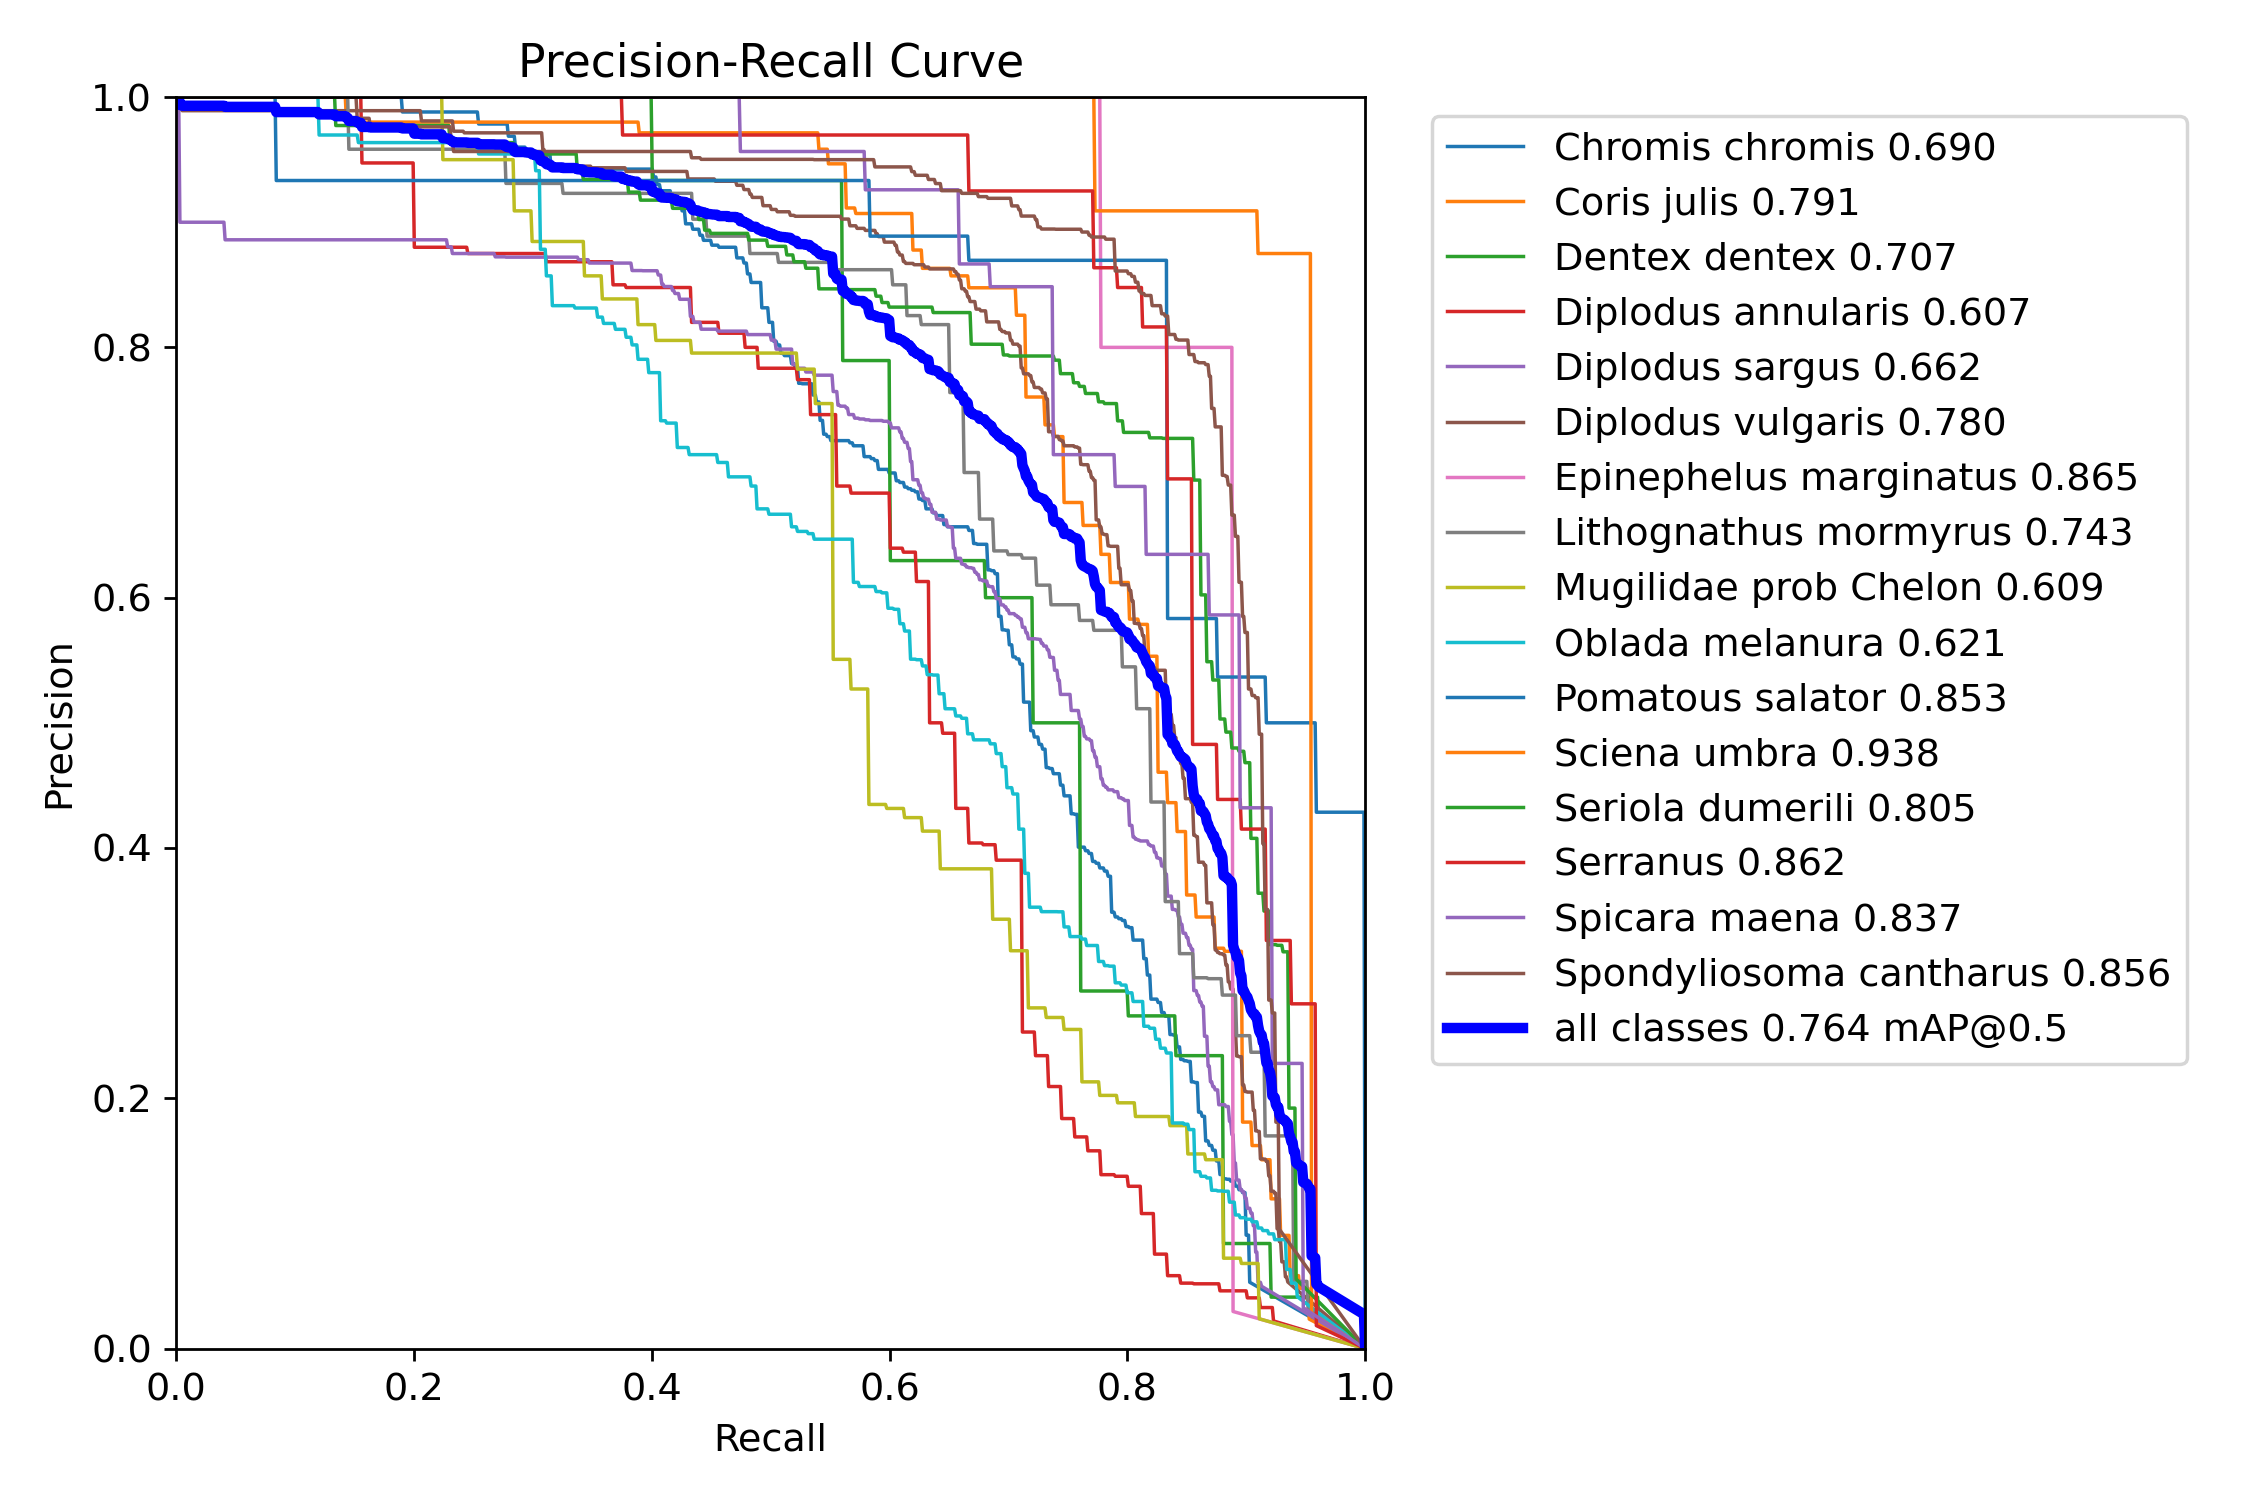 Precision-Recall Curve
1.0
0.8
0.6
0.4
0.2
0.0
Precision
0.0 0.2 0.4 0.6 0.8 1.0
Recall
Chromis chromis 0.690
Coris julis 0.791
Dentex dentex 0.707
Diplodus annularis 0.607
Diplodus sargus 0.662
Diplodus vulgaris 0.780
Epinephelus marginatus 0.865
Lithognathus mormyrus 0.743
Mugilidae prob Chelon 0.609
Oblada melanura 0.621
Pomatous salator 0.853
Sciena umbra 0.938
Seriola dumerili 0.805
Serranus 0.862
Spicara maena 0.837
Spondyliosoma cantharus 0.856
all classes 0.764 mAP@0.5